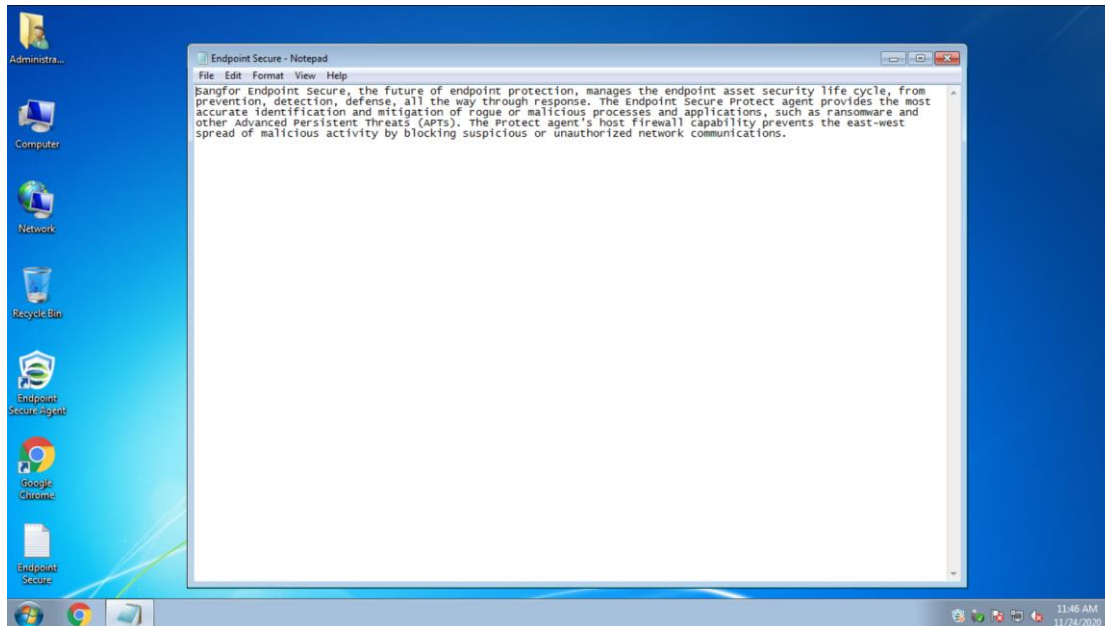 Administra...
Computer
Network
Recycle Bin
Endpoint
Secure Agent
Google
Chrome
Endpoint
Secure
Endpoint Secure - Notepad
File Edit Format View Help
Sangfor Endpoint Secure, the future of endpoint protection, manages the endpoint asset security life cycle, from
prevention, detection, defense, all the way through response. The Endpoint Secure Protect agent provides the most
accurate identification and mitigation of rogue or malicious processes and applications, such as ransomware and
other Advanced Persistent Threats (APTs). The Protect agent's host firewall capability prevents the east-west
spread of malicious activity by blocking suspicious or unauthorized network communications.
11:46 AM
11/24/2020